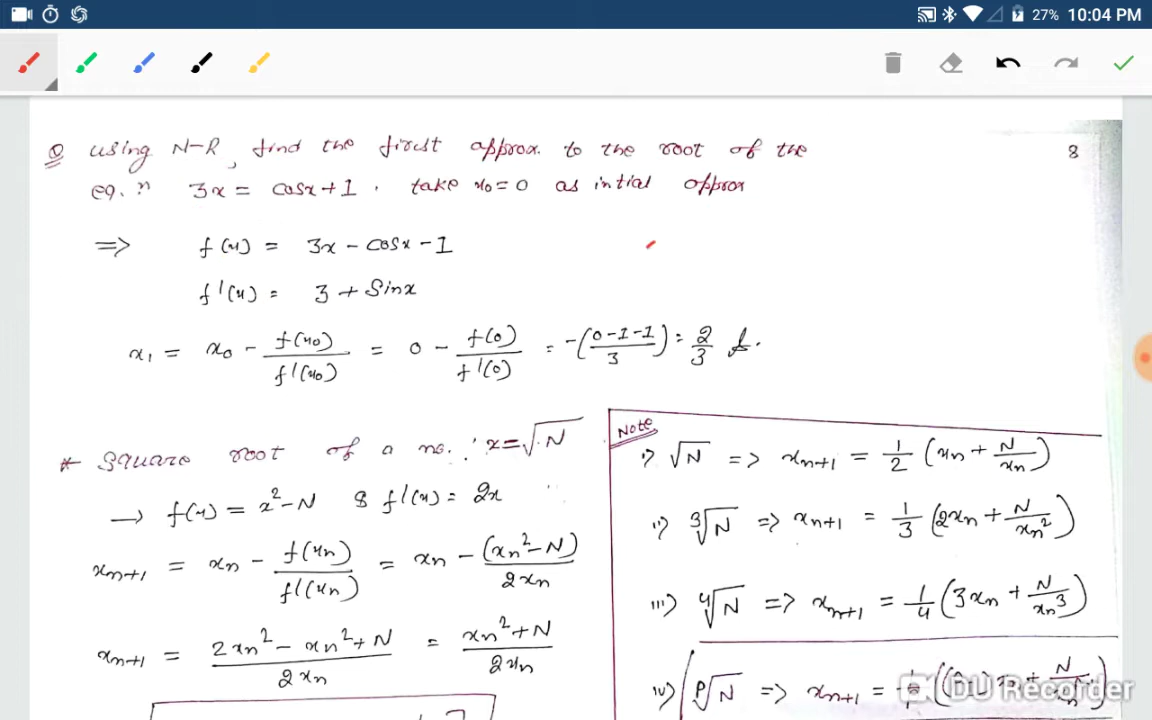 27% 10:04 PM
8
Q using N-R, find the first approx. to the root of the
eq.ⁿ 3x = cosx+1. take x₀=0 as intial approx
=> f(x) = 3x - cosx - 1
f'(x) = 3 + Sinx
x₁ = x₀ - f(x₀)/f'(x₀) = 0 - f(0)/f'(0) = -((0-1-1)/3) = 2/3
* Square root of a no. : x=√N
→ f(x) = x²-N & f'(x) = 2x
xₙ₊₁ = xₙ - f(xₙ)/f'(xₙ) = xₙ - (xₙ²-N)/2xₙ
xₙ₊₁ = (2xₙ² - xₙ² + N)/2xₙ = (xₙ²+N)/2xₙ
Note
i) √N => xₙ₊₁ = 1/2 (xₙ + N/xₙ)
ii) ³√N => xₙ₊₁ = 1/3 (2xₙ + N/xₙ²)
iii) ⁴√N => xₙ₊₁ = 1/4 (3xₙ + N/xₙ³)
iv) ᵖ√N => xₙ₊₁ =
DU Recorder